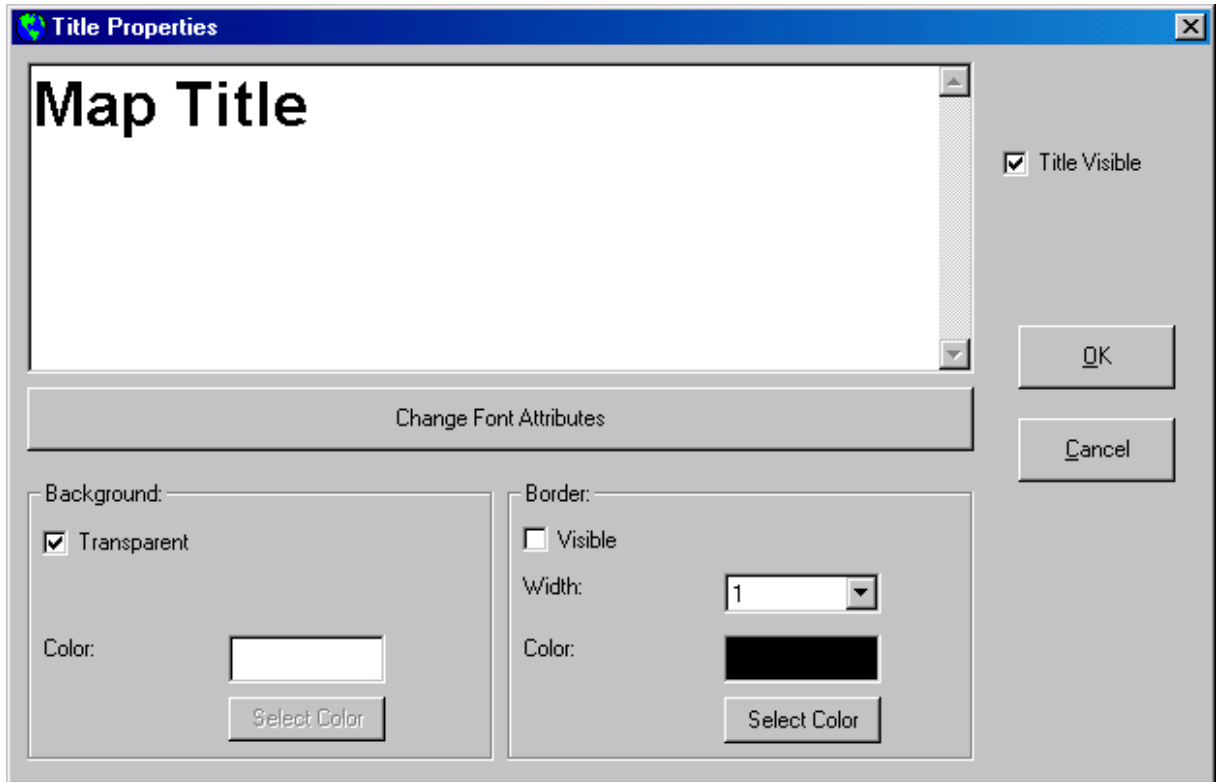 Title Properties
Map Title
Title Visible
OK
Change Font Attributes
Cancel
Background:
Transparent
Color:
Select Color
Border:
Visible
Width:
1
Color:
Select Color